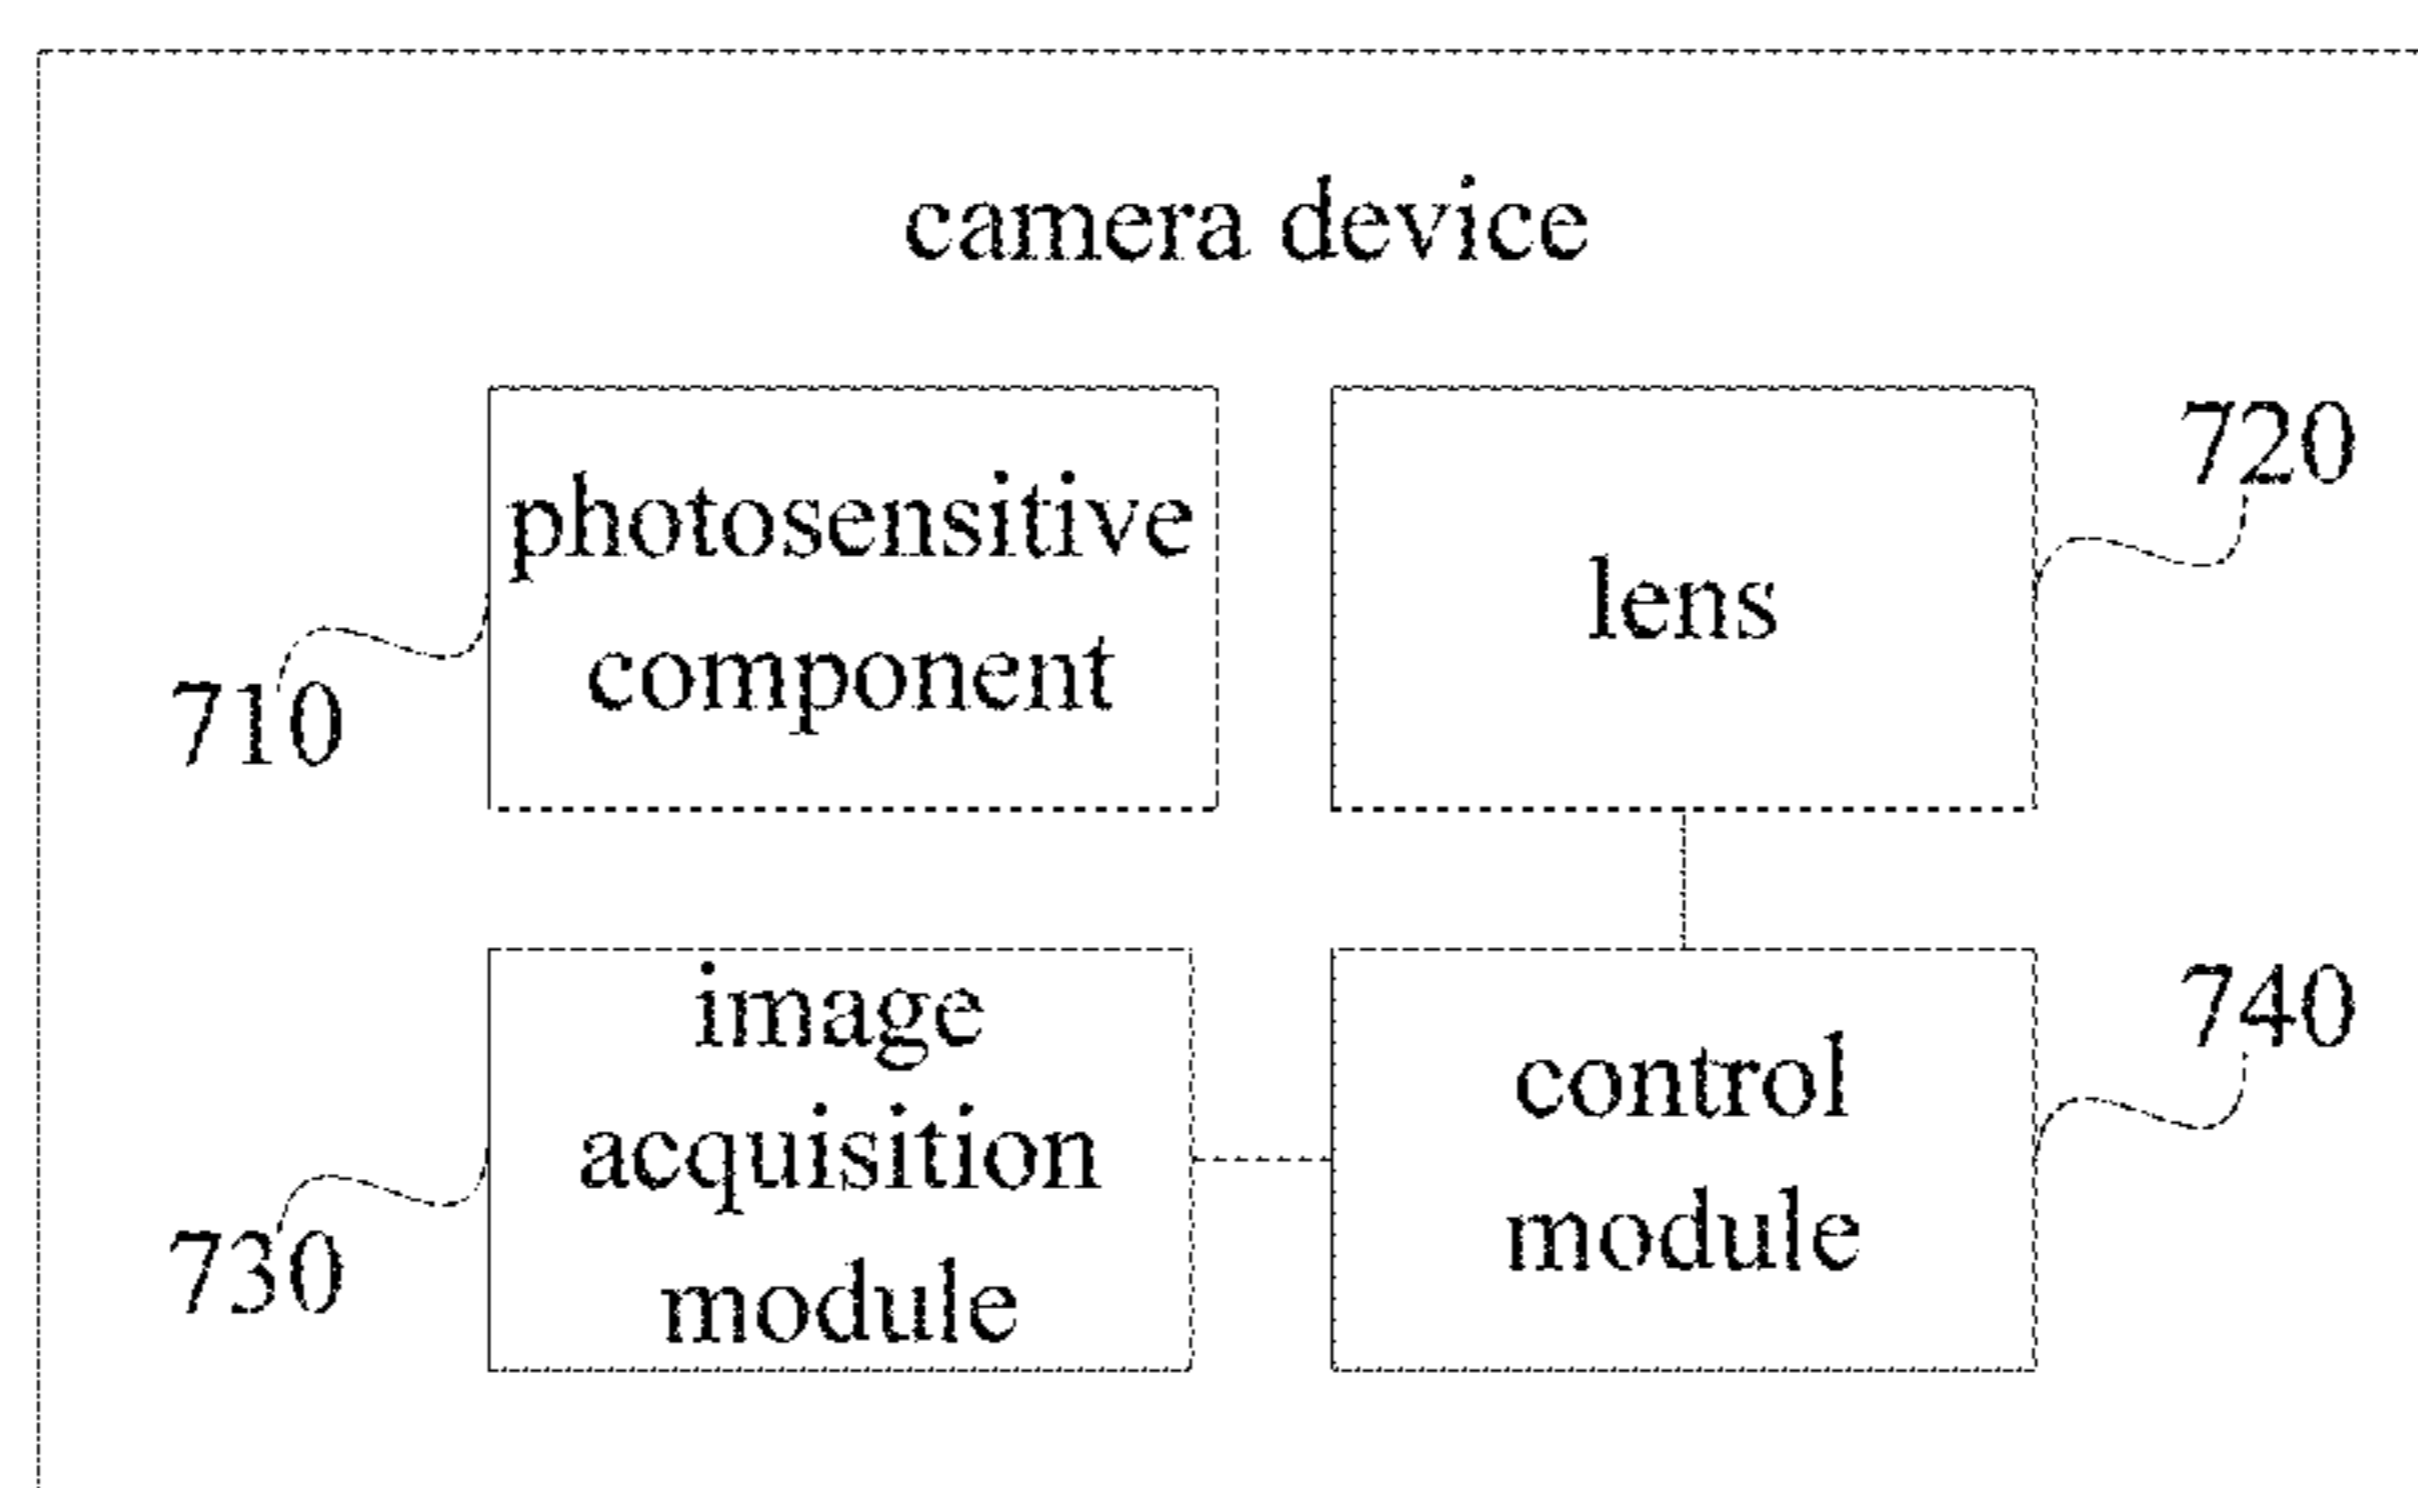 camera device
photosensitive
component
710
lens
720
image
acquisition
module
730
control
module
740